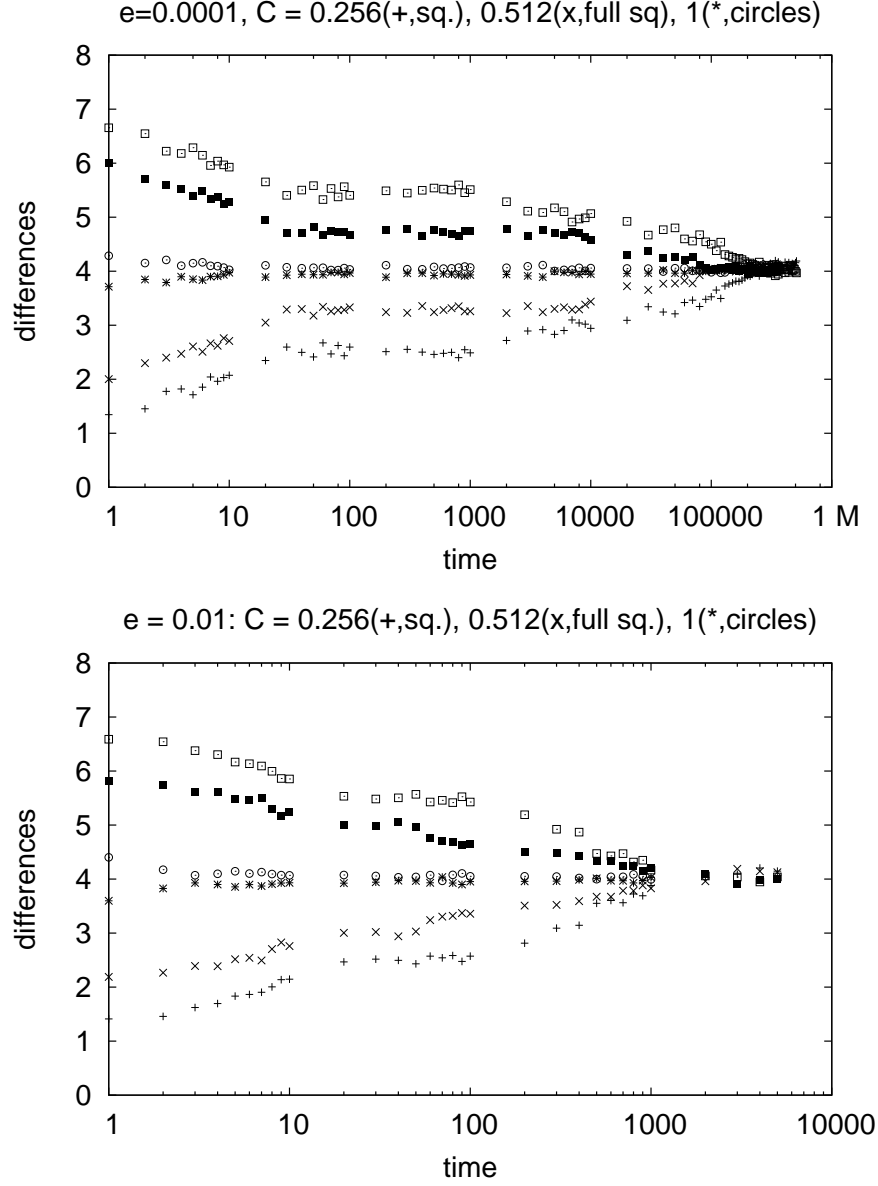 e=0.0001, C = 0.256(+,sq.), 0.512(x,full sq), 1(*,circles)
8
7
6
5
4
3
2
1
0
differences
1 10 100 1000 10000 100000 1 M
time
e = 0.01: C = 0.256(+,sq.), 0.512(x,full sq.), 1(*,circles)
8
7
6
5
4
3
2
1
0
differences
1 10 100 1000 10000
time